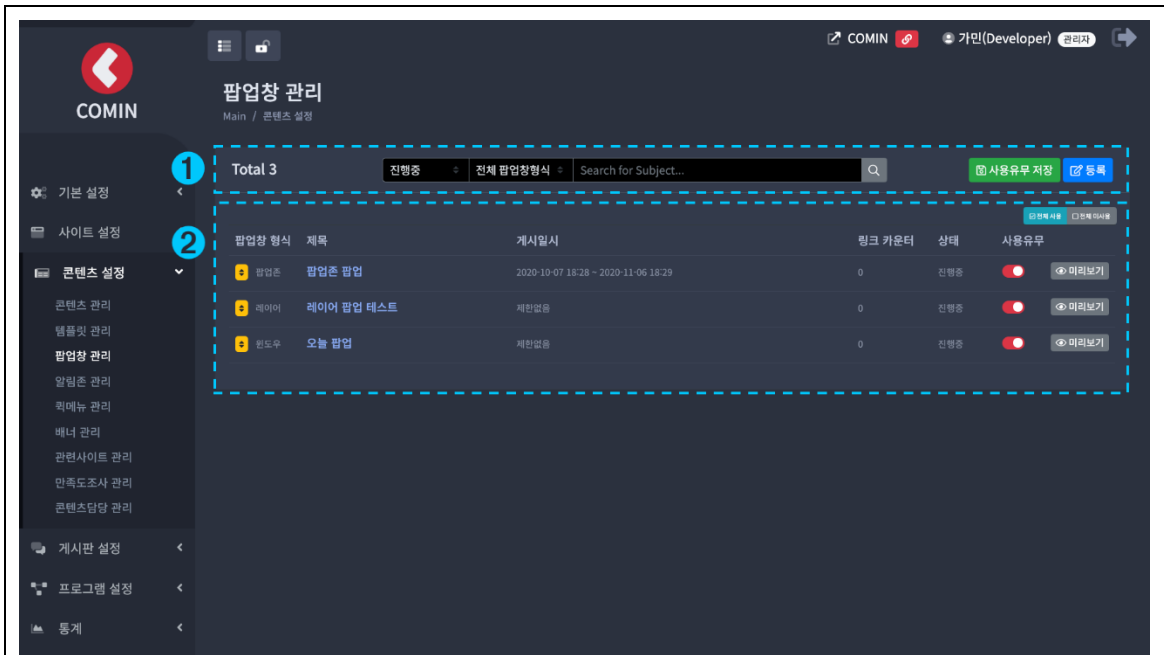 COMIN
가민(Developer) 관리자
COMIN
팝업창 관리
Main / 콘텐츠 설정
1
Total 3 진행중 전체 팝업창형식 Search for Subject... 사용유무 저장 등록
기본 설정
사이트 설정
콘텐츠 설정
콘텐츠 관리
템플릿 관리
팝업창 관리
알림존 관리
퀵메뉴 관리
배너 관리
관련사이트 관리
만족도조사 관리
콘텐츠담당 관리
게시판 설정
프로그램 설정
통계
2
전체 사용 전체 미사용
팝업창 형식 제목 게시일시 링크 카운터 상태 사용유무
팝업존 팝업존 팝업 2020-10-07 18:28 ~ 2020-11-06 18:29 0 진행중 미리보기
레이어 레이어 팝업 테스트 제한없음 0 진행중 미리보기
윈도우 오늘 팝업 제한없음 0 진행중 미리보기